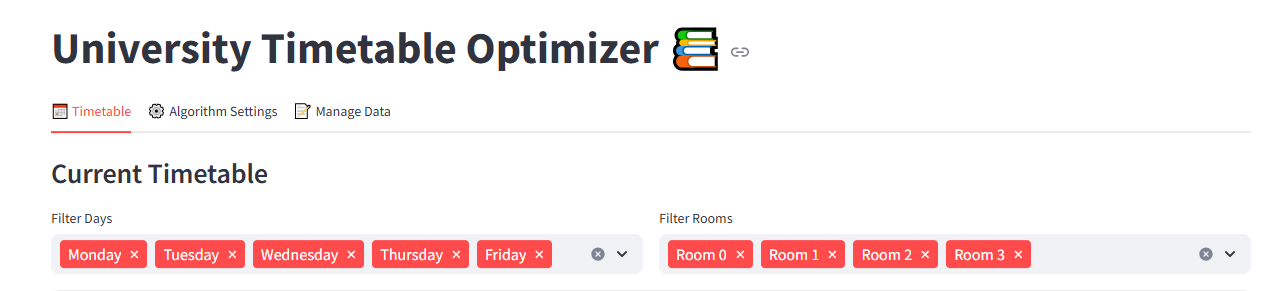 University Timetable Optimizer
Timetable Algorithm Settings Manage Data
Current Timetable
Filter Days Filter Rooms
Monday Tuesday Wednesday Thursday Friday Room 0 Room 1 Room 2 Room 3